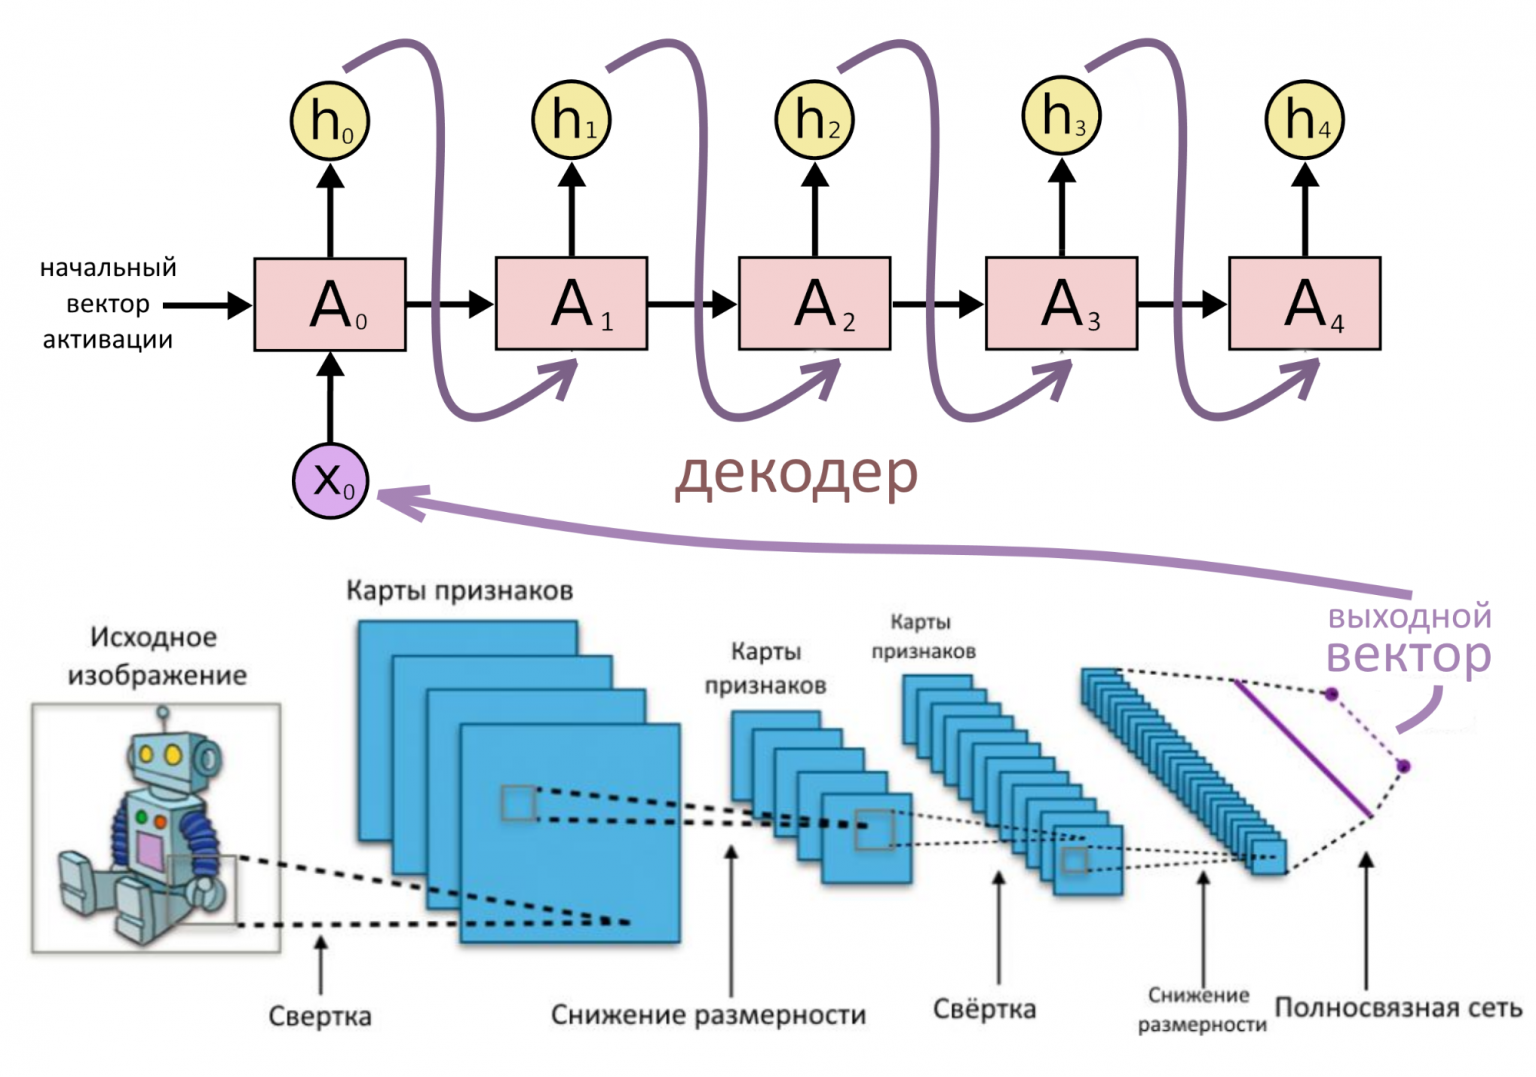 h0
h1
h2
h3
h4
начальный
вектор
активации
A0
A1
A2
A3
A4
x0
декодер
выходной
вектор
Карты признаков
Исходное
изображение
Карты
признаков
Карты
признаков
Свертка
Снижение размерности
Свёртка
Снижение
размерности
Полносвязная сеть